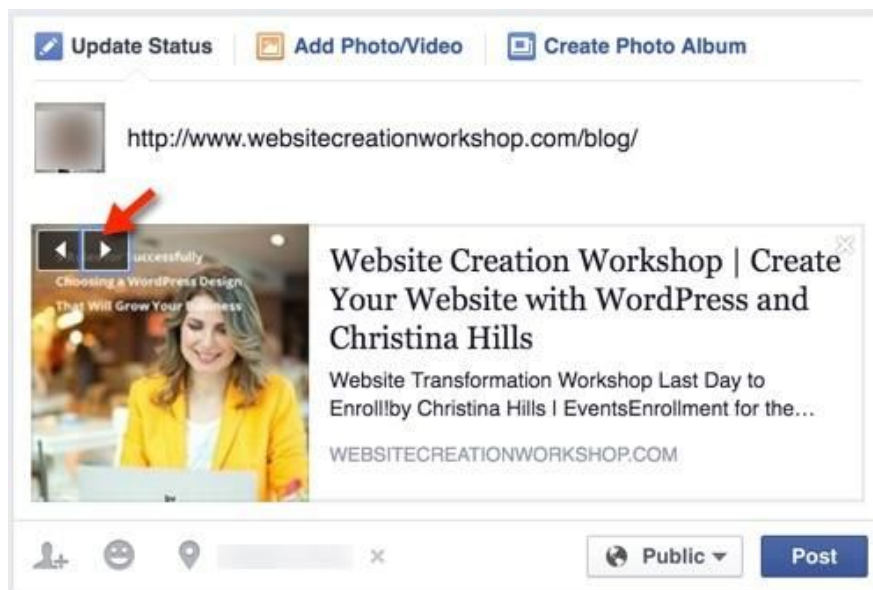 Update Status
Add Photo/Video
Create Photo Album
http://www.websitecreationworkshop.com/blog/
Successfully
Choosing a WordPress Design
That Will Grow Your Business
by
Website Creation Workshop | Create
Your Website with WordPress and
Christina Hills
Website Transformation Workshop Last Day to
Enroll!by Christina Hills | EventsEnrollment for the...
WEBSITECREATIONWORKSHOP.COM
Public
Post